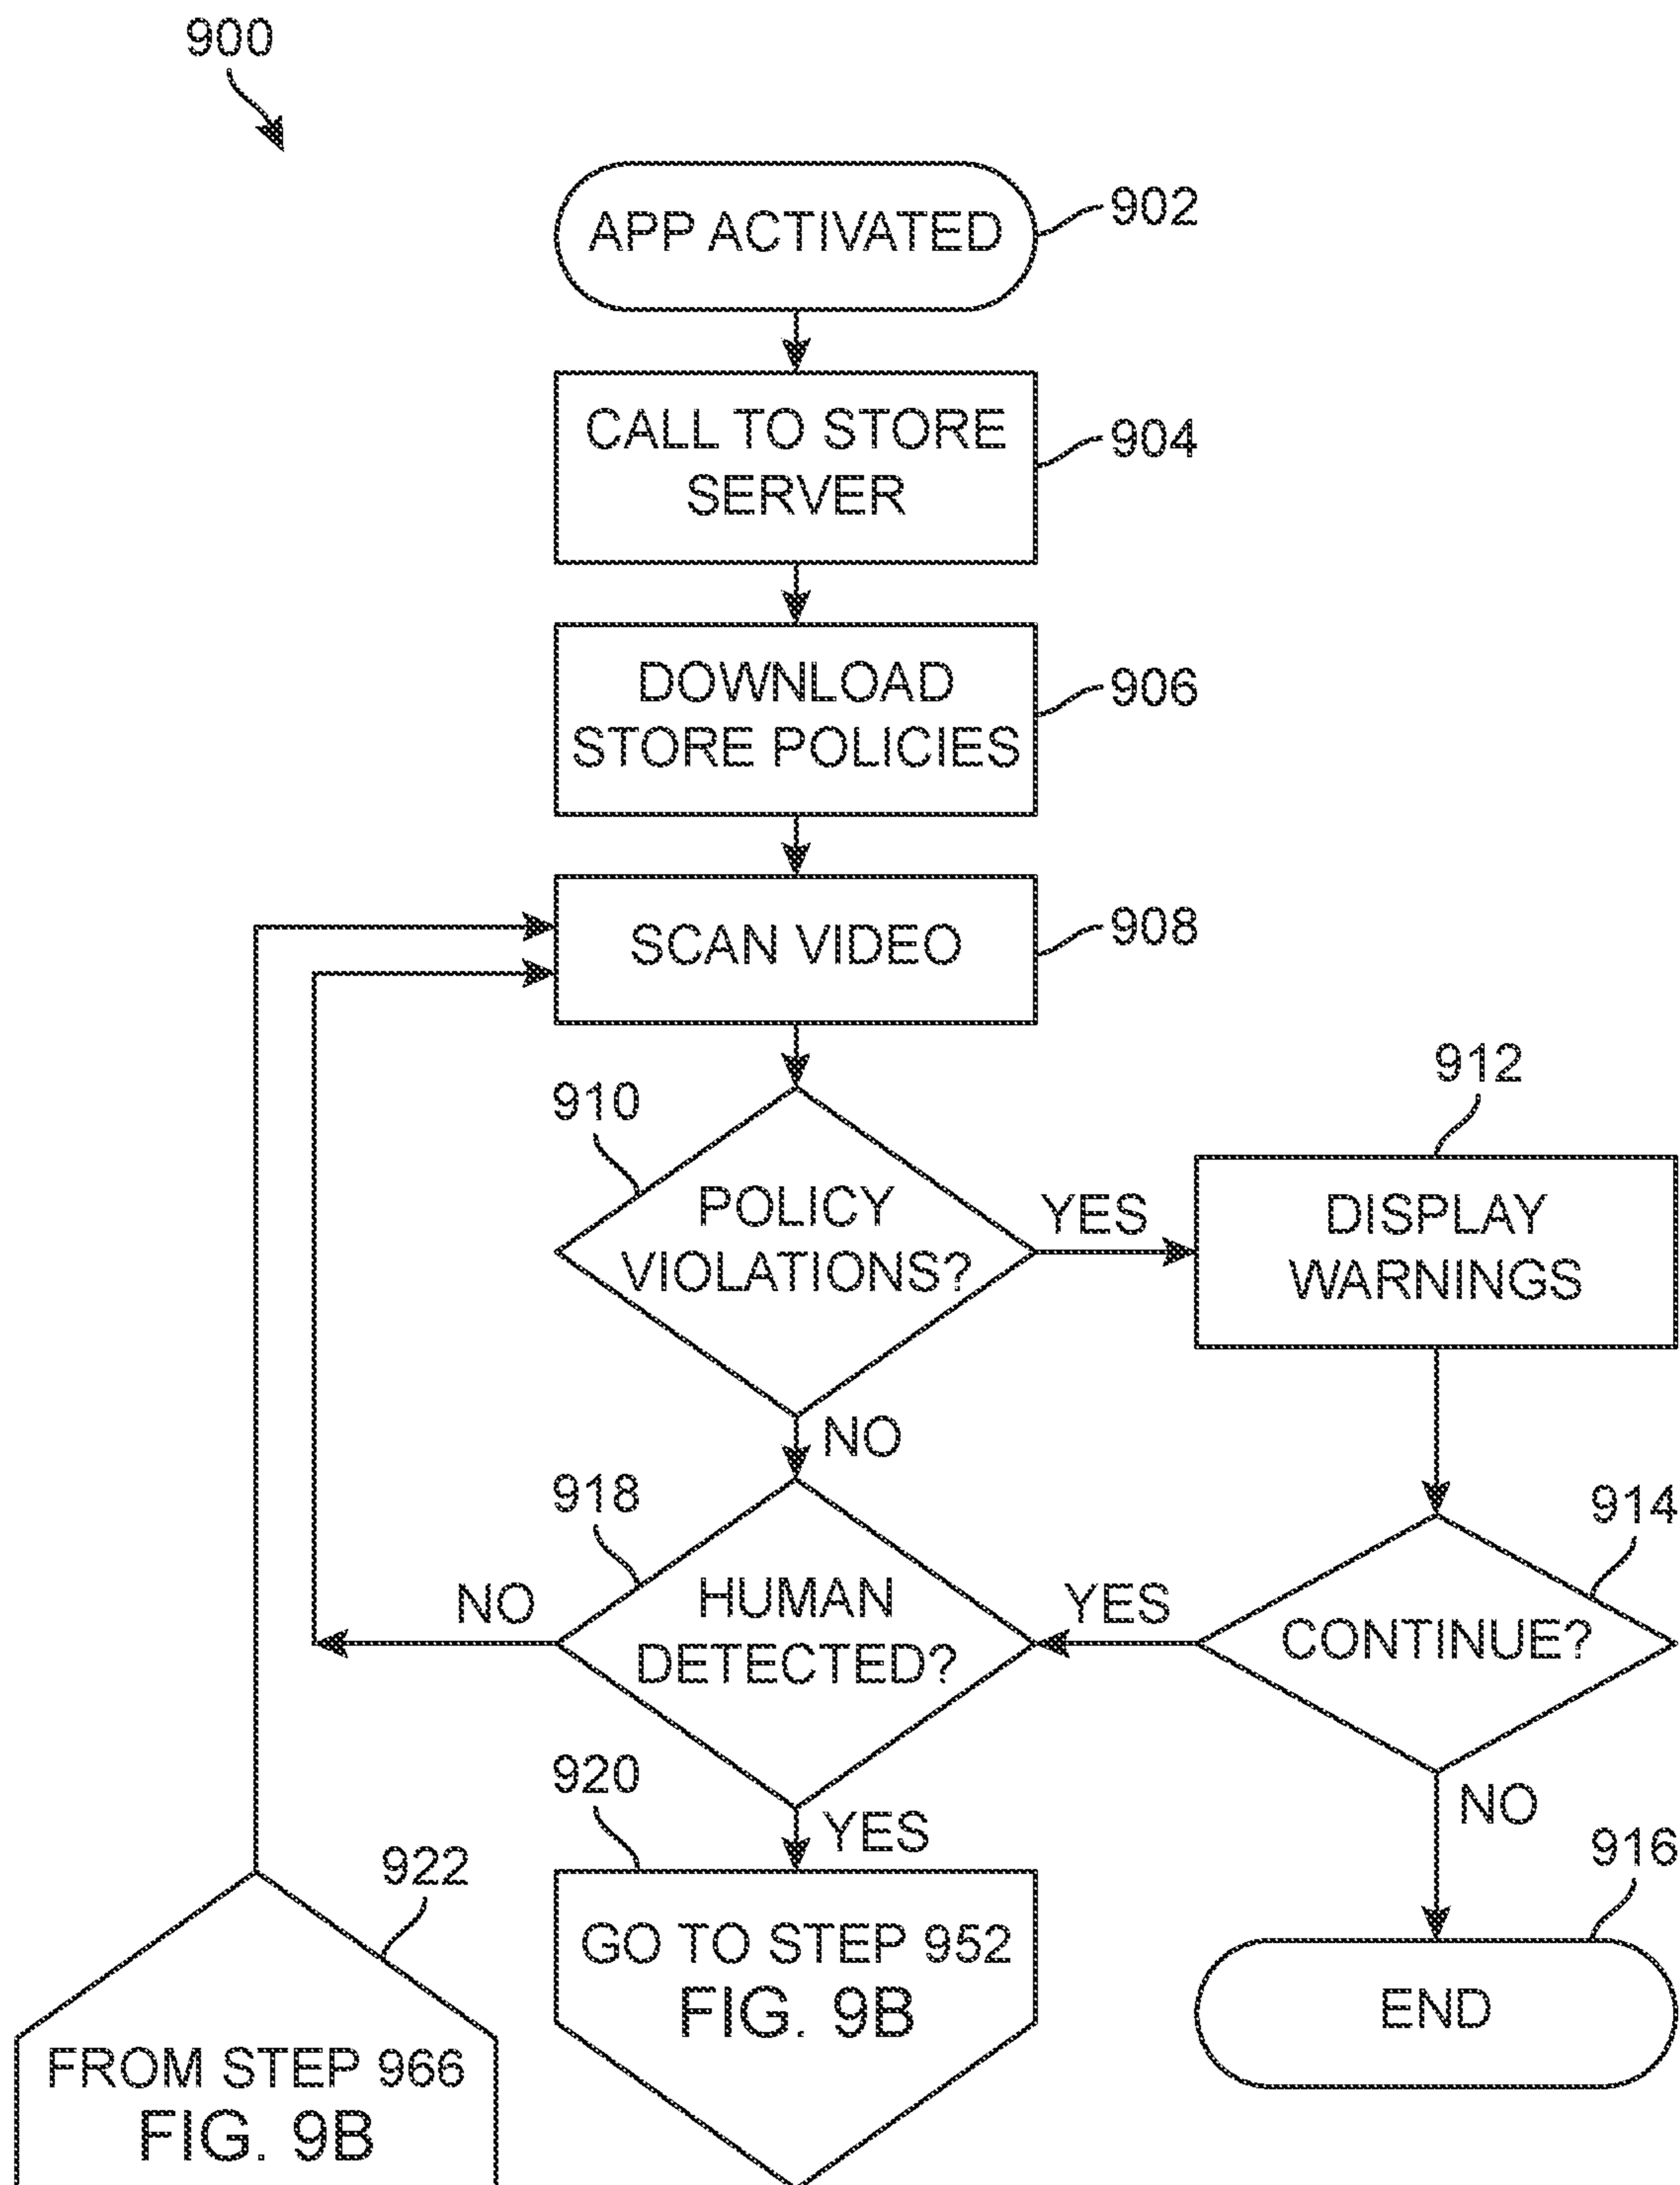 900
APP ACTIVATED
902
CALL TO STORE
SERVER
904
DOWNLOAD
STORE POLICIES
906
SCAN VIDEO
908
910
POLICY
VIOLATIONS?
YES
912
DISPLAY
WARNINGS
NO
918
HUMAN
DETECTED?
NO
YES
914
CONTINUE?
920
YES
NO
922
916
GO TO STEP 952
FIG. 9B
END
FROM STEP 966
FIG. 9B